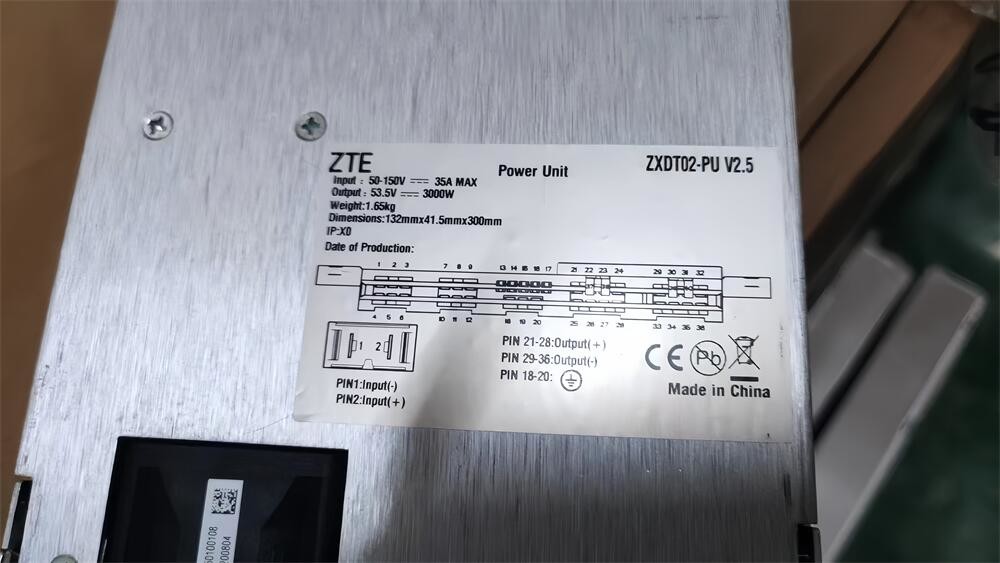 ZTE
Power Unit
ZXDT02-PU V2.5
Input : 50-150V ⎓ 35A MAX
Output : 53.5V ⎓ 3000W
Weight:1.65kg
Dimensions:132mmx41.5mmx300mm
IP:X0
Date of Production:
1 2 3 7 8 9 13 14 15 16 17 21 22 23 24 29 30 31 32
4 5 6 10 11 12 18 19 20 25 26 27 28 33 34 35 36
1 2
PIN1:Input(-)
PIN2:Input(+)
PIN 21-28:Output(+)
PIN 29-36:Output(-)
PIN 18-20:
CE Pb
Made in China
00100108